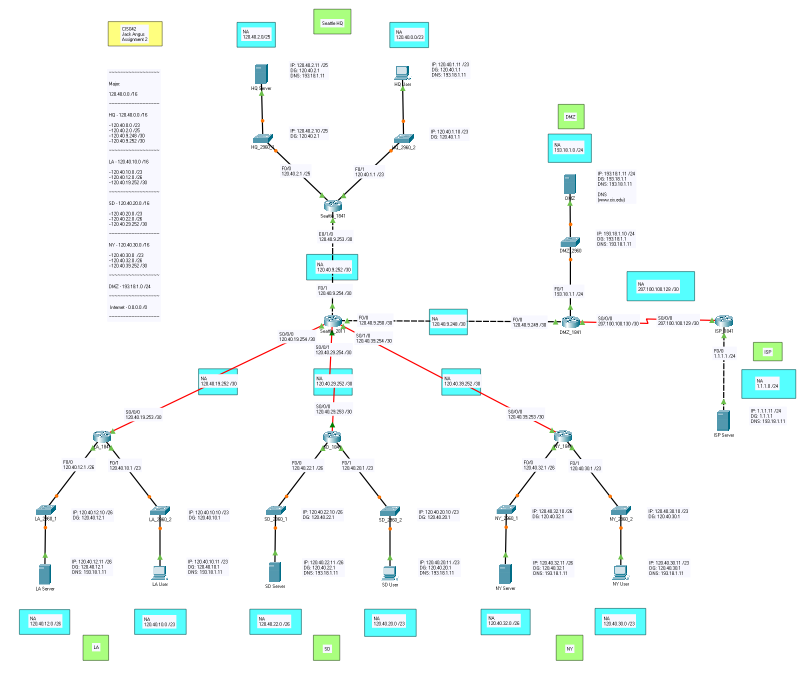 CIS642
Jack Angus
Assignment 2
Seattle HQ
NA
120.40.2.0/25
NA
120.40.0.0/23
Major:
120.40.0.0 /16
HQ - 120.40.0.0 /16
--120.40.0.0 /23
--120.40.2.0 /25
--120.40.9.248 /30
--120.40.9.252 /30
LA - 120.40.10.0 /16
--120.40.10.0 /23
--120.40.12.0 /26
--120.40.19.252 /30
SD - 120.40.20.0 /16
--120.40.20.0 /23
--120.40.22.0 /26
--120.40.29.252 /30
NY - 120.40.30.0 /16
--120.40.30.0 /23
--120.40.32.0 /26
--120.40.39.252 /30
DMZ - 193.18.1.0 /24
Internet - 0.0.0.0 /0
IP: 120.40.2.11 /25
DG: 120.40.2.1
DNS: 193.18.1.11
HQ Server
IP: 120.40.1.11 /23
DG: 120.40.1.1
DNS: 193.18.1.11
HQ User
IP: 120.40.2.10 /25
DG: 120.40.2.1
HQ_2960_1
IP: 120.40.1.10 /23
DG: 120.40.1.1
HQ_2960_2
F0/0
120.40.2.1 /25
F0/1
120.40.1.1 /23
Seattle_1841
E0/1/0
120.40.9.253 /30
NA
120.40.9.252 /30
F0/1
120.40.9.254 /30
Seattle_2811
F0/0
NA
120.40.9.248 /30
F0/0
120.40.9.249 /30
DMZ
NA
193.18.1.0 /24
IP: 193.18.1.11 /24
DG: 193.18.1.1
DNS: 193.18.1.11
DNS
(www.cis.edu)
DMZ
IP: 193.18.1.10 /24
DG: 193.18.1.1
DNS: 193.18.1.11
DMZ_2960
F0/1
193.18.1.1 /24
DMZ_1841
NA
207.100.108.128 /30
S0/0/0
207.100.108.130 /30
S0/0/0
207.100.108.129 /30
ISP_1841
F0/0
1.1.1.1 /24
ISP
NA
1.1.1.0 /24
IP: 1.1.1.11 /24
DG: 1.1.1.1
DNS: 193.18.1.11
ISP Server
S0/0/0
120.40.19.254 /30
S0/0/1
120.40.29.254 /30
S0/1/0
120.40.39.254 /30
NA
120.40.19.252 /30
NA
120.40.29.252 /30
NA
120.40.39.252 /30
S0/0/0
120.40.19.253 /30
S0/0/0
120.40.29.253 /30
S0/0/0
120.40.39.253 /30
LA_1841
F0/0
120.40.12.1 /26
F0/1
120.40.10.1 /23
F0/0
120.40.22.1 /26
F0/1
120.40.20.1 /23
F0/0
120.40.32.1 /26
F0/1
120.40.30.1 /23
LA_2960_1
IP: 120.40.12.10 /26
DG: 120.40.12.1
LA_2960_2
IP: 120.40.10.10 /23
DG: 120.40.10.1
SD_2960_1
IP: 120.40.22.10 /26
DG: 120.40.22.1
SD_2960_2
IP: 120.40.20.10 /23
DG: 120.40.20.1
NY_2960_1
IP: 120.40.32.10 /26
DG: 120.40.32.1
NY_2960_2
DG: 120.40.30.1
LA Server
IP: 120.40.12.11 /26
DG: 120.40.12.1
DNS: 193.18.1.11
LA User
IP: 120.40.10.11 /23
DG: 120.40.10.1
DNS: 193.18.1.11
SD Server
IP: 120.40.22.11 /26
DG: 120.40.22.1
DNS: 193.18.1.11
SD User
IP: 120.40.20.11 /23
DG: 120.40.20.1
DNS: 193.18.1.11
NY Server
IP: 120.40.32.11 /26
DG: 120.40.32.1
DNS: 193.18.1.11
NY User
IP: 120.40.30.11 /23
DG: 120.40.30.1
DNS: 193.18.1.11
NA
120.40.12.0 /26
NA
120.40.10.0 /23
NA
120.40.22.0 /26
NA
120.40.20.0 /23
NA
120.40.32.0 /26
NA
120.40.30.0 /23
LA
SD
NY